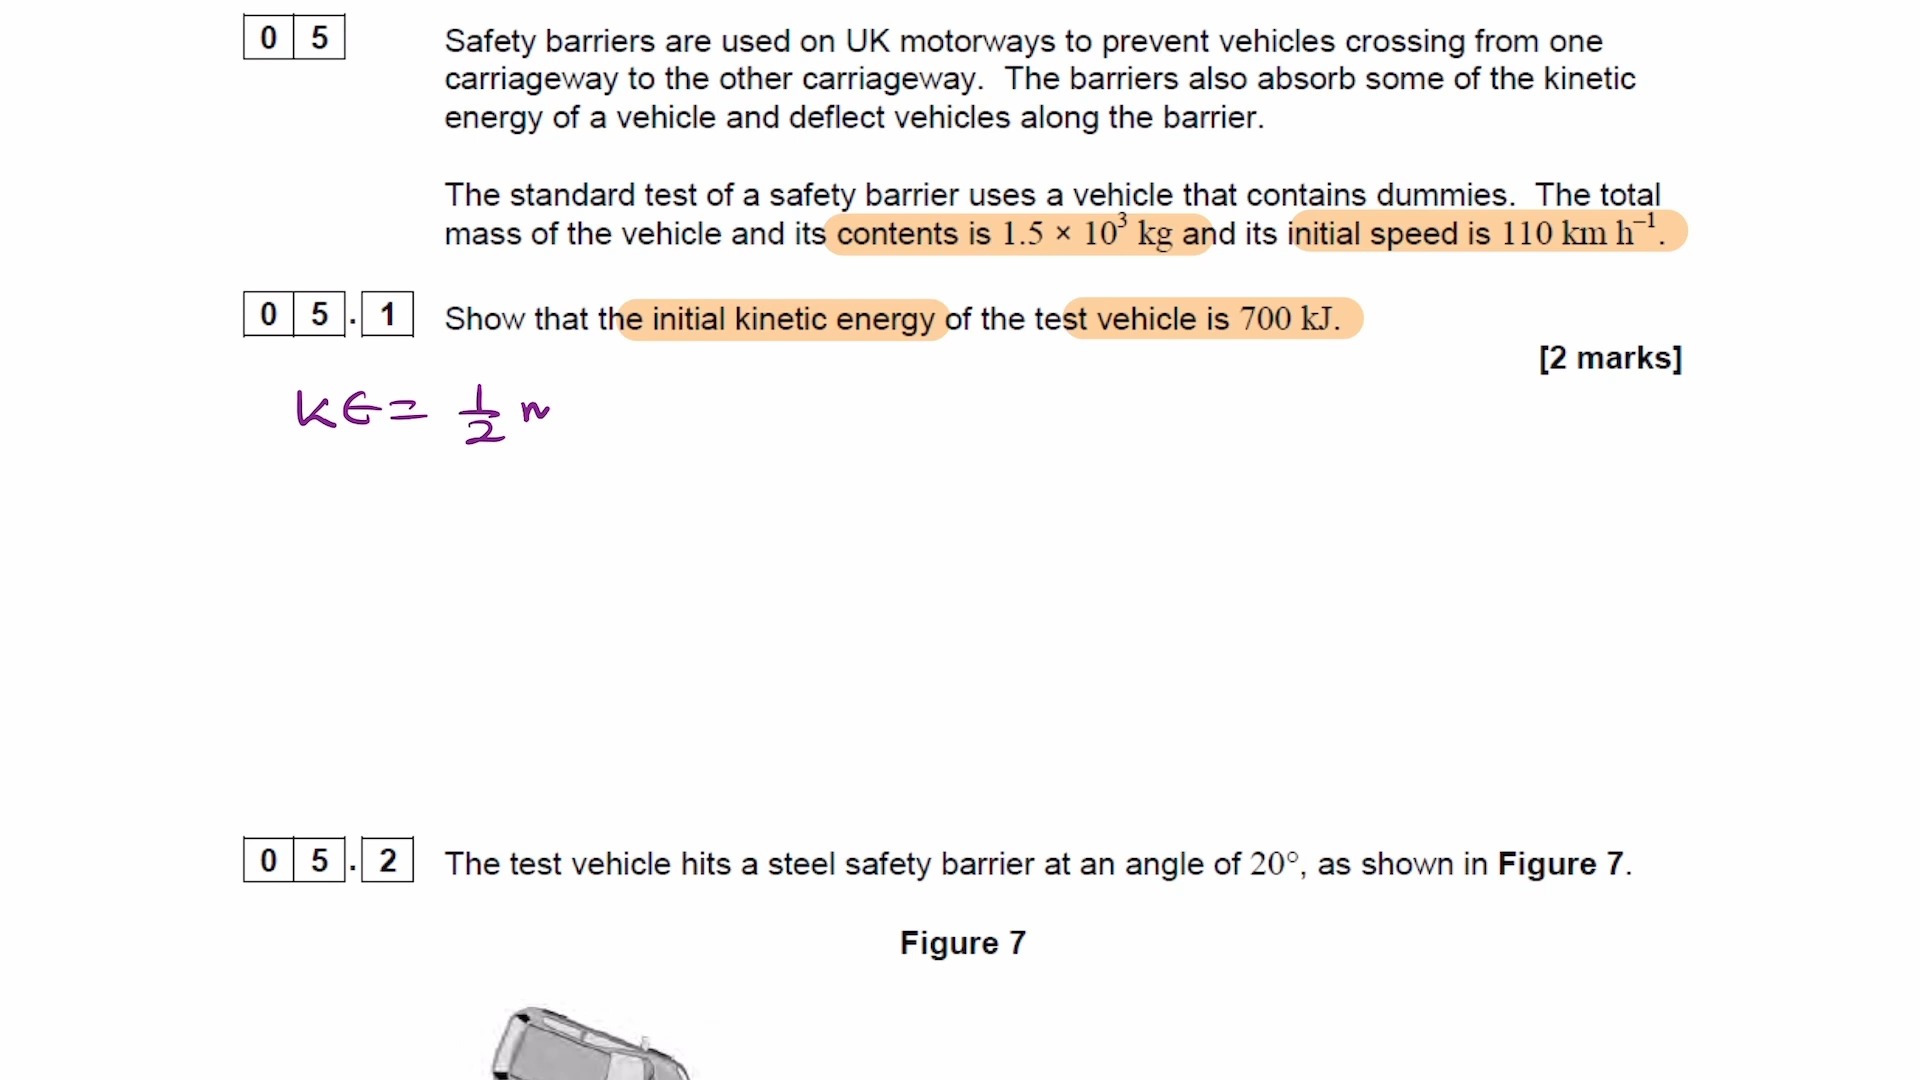 0 5
Safety barriers are used on UK motorways to prevent vehicles crossing from one
carriageway to the other carriageway. The barriers also absorb some of the kinetic
energy of a vehicle and deflect vehicles along the barrier.
The standard test of a safety barrier uses a vehicle that contains dummies. The total
mass of the vehicle and its contents is 1.5 × 10³ kg and its initial speed is 110 km h⁻¹.
0 5 . 1 Show that the initial kinetic energy of the test vehicle is 700 kJ.
[2 marks]
KE = 1/2 m
0 5 . 2 The test vehicle hits a steel safety barrier at an angle of 20°, as shown in Figure 7.
Figure 7